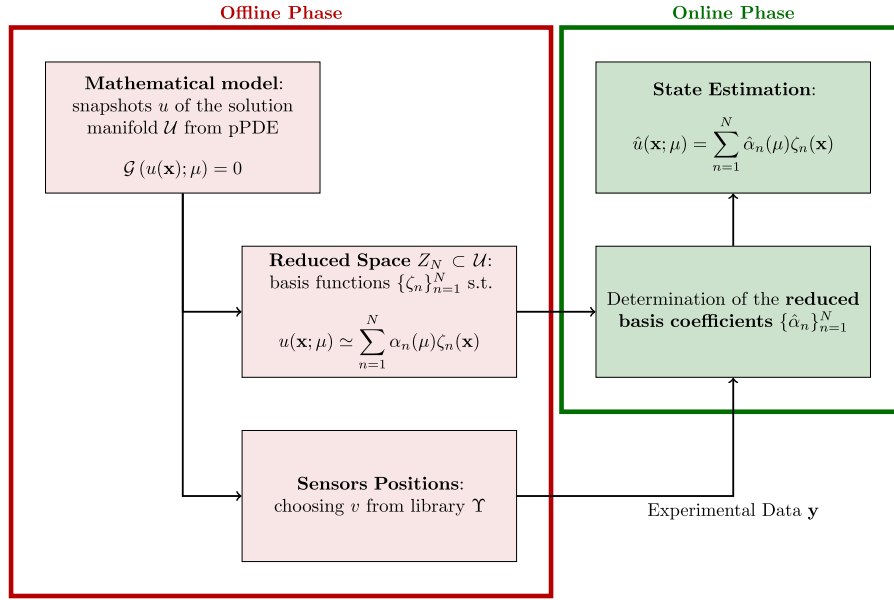 Offline Phase
Mathematical model:
snapshots u of the solution
manifold 𝒰 from pPDE
𝒢 (u(𝐱); μ) = 0
Reduced Space Z_N ⊂ 𝒰:
basis functions {ζ_n}_{n=1}^N s.t.
u(𝐱; μ) ≃ ∑_{n=1}^N α_n(μ)ζ_n(𝐱)
Sensors Positions:
choosing v from library Υ
Online Phase
State Estimation:
û(𝐱; μ) = ∑_{n=1}^N α̂_n(μ)ζ_n(𝐱)
Determination of the reduced
basis coefficients {α̂_n}_{n=1}^N
Experimental Data 𝐲